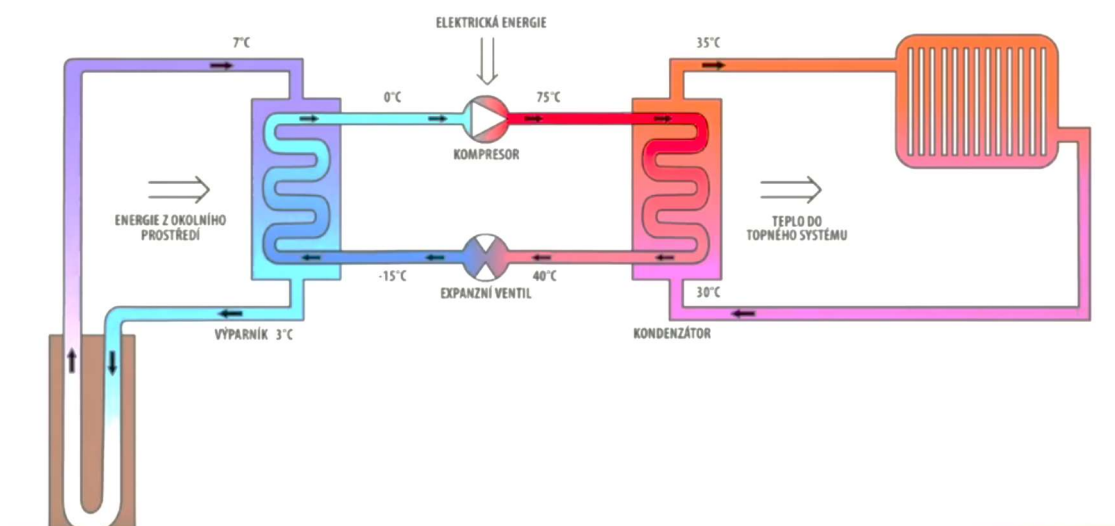 ELEKTRICKÁ ENERGIE
7°C
35°C
0°C
75°C
KOMPRESOR
ENERGIE Z OKOLNÍHO
PROSTŘEDÍ
TEPLO DO
TOPNÉHO SYSTÉMU
-15°C
40°C
EXPANZNÍ VENTIL
30°C
VÝPARNÍK 3°C
KONDENZÁTOR